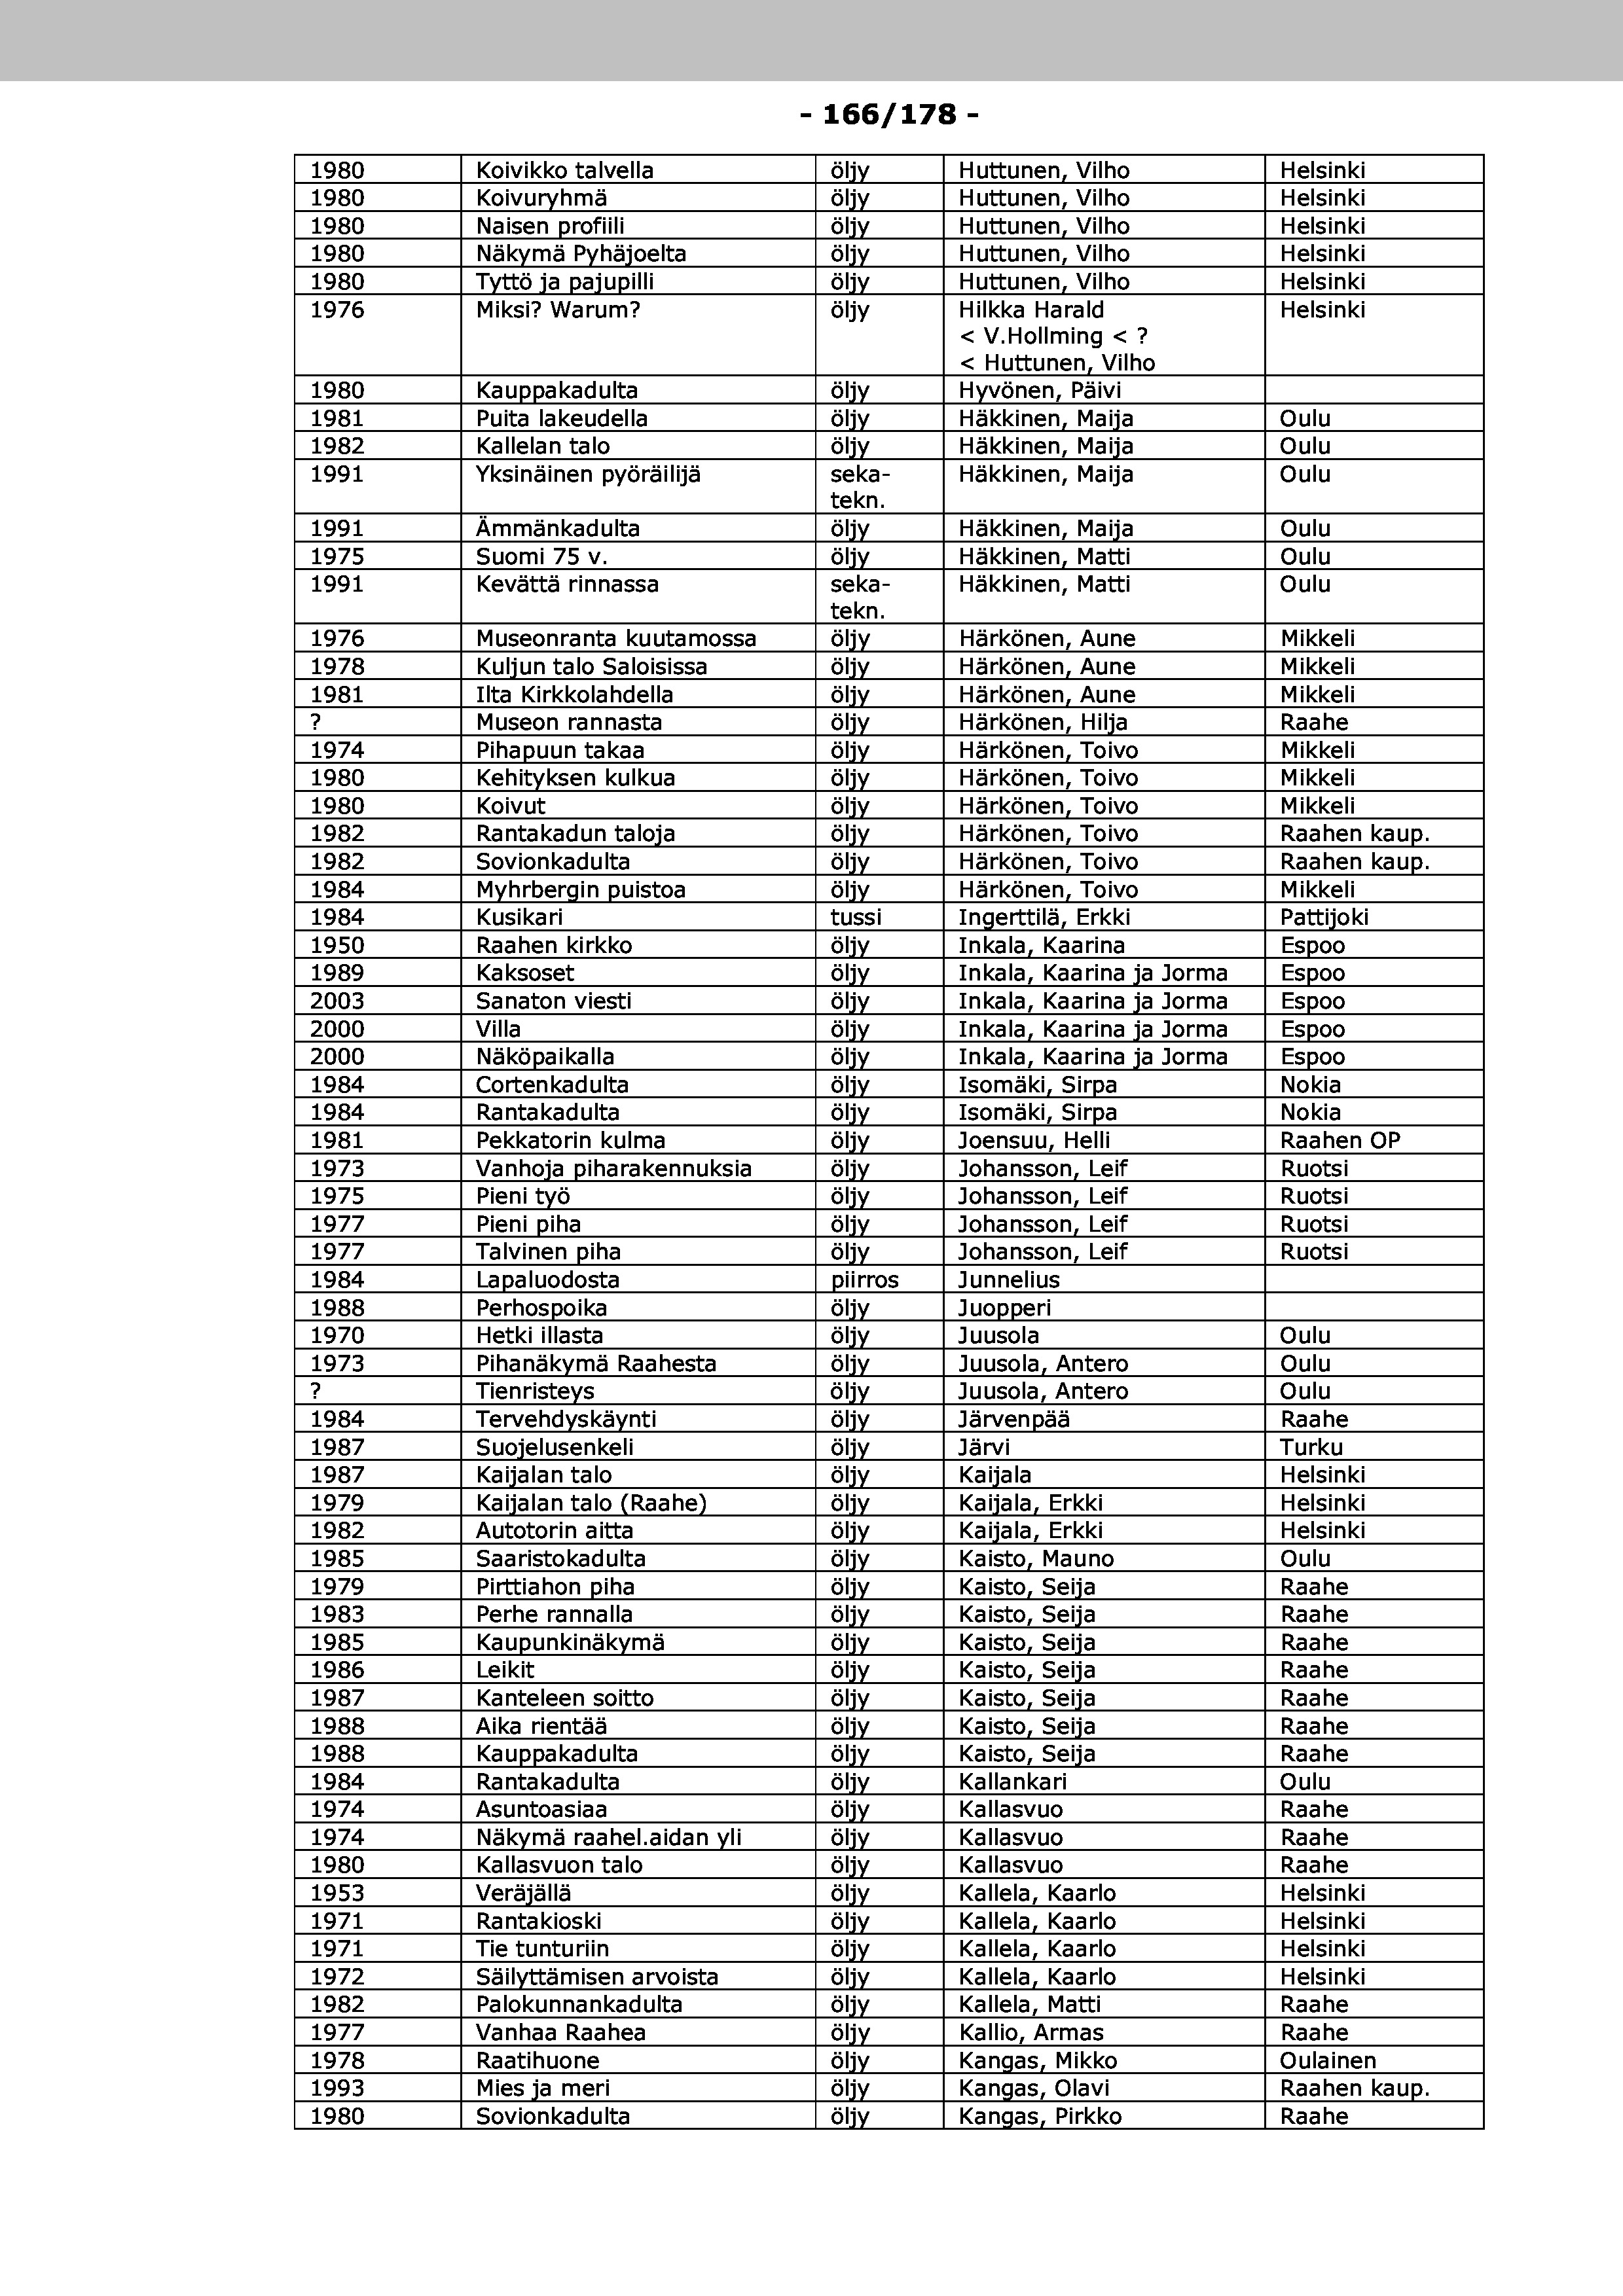 - 166/178 -
1980 Koivikko talvella öljy Huttunen, Vilho Helsinki
1980 Koivuryhmä öljy Huttunen, Vilho Helsinki
1980 Naisen profiili öljy Huttunen, Vilho Helsinki
1980 Näkymä Pyhäjoelta öljy Huttunen, Vilho Helsinki
1980 Tyttö ja pajupilli öljy Huttunen, Vilho Helsinki
1976 Miksi? Warum? öljy Hilkka Harald Helsinki
< V.Hollming < ?
< Huttunen, Vilho
1980 Kauppakadulta öljy Hyvönen, Päivi
1981 Puita lakeudella öljy Häkkinen, Maija Oulu
1982 Kallelan talo öljy Häkkinen, Maija Oulu
1991 Yksinäinen pyöräilijä seka- Häkkinen, Maija Oulu
tekn.
1991 Ämmänkadulta öljy Häkkinen, Maija Oulu
1975 Suomi 75 v. öljy Häkkinen, Matti Oulu
1991 Kevättä rinnassa seka- Häkkinen, Matti Oulu
tekn.
1976 Museonranta kuutamossa öljy Härkönen, Aune Mikkeli
1978 Kuljun talo Saloisissa öljy Härkönen, Aune Mikkeli
1981 Ilta Kirkkolahdella öljy Härkönen, Aune Mikkeli
? Museon rannasta öljy Härkönen, Hilja Raahe
1974 Pihapuun takaa öljy Härkönen, Toivo Mikkeli
1980 Kehityksen kulkua öljy Härkönen, Toivo Mikkeli
1980 Koivut öljy Härkönen, Toivo Mikkeli
1982 Rantakadun taloja öljy Härkönen, Toivo Raahen kaup.
1982 Sovionkadulta öljy Härkönen, Toivo Raahen kaup.
1984 Myhrbergin puistoa öljy Härkönen, Toivo Mikkeli
1984 Kusikari tussi Ingerttilä, Erkki Pattijoki
1950 Raahen kirkko öljy Inkala, Kaarina Espoo
1989 Kaksoset öljy Inkala, Kaarina ja Jorma Espoo
2003 Sanaton viesti öljy Inkala, Kaarina ja Jorma Espoo
2000 Villa öljy Inkala, Kaarina ja Jorma Espoo
2000 Näköpaikalla öljy Inkala, Kaarina ja Jorma Espoo
1984 Cortenkadulta öljy Isomäki, Sirpa Nokia
1984 Rantakadulta öljy Isomäki, Sirpa Nokia
1981 Pekkatorin kulma öljy Joensuu, Helli Raahen OP
1973 Vanhoja piharakennuksia öljy Johansson, Leif Ruotsi
1975 Pieni työ öljy Johansson, Leif Ruotsi
1977 Pieni piha öljy Johansson, Leif Ruotsi
1977 Talvinen piha öljy Johansson, Leif Ruotsi
1984 Lapaluodosta piirros Junnelius
1988 Perhospoika öljy Juopperi
1970 Hetki illasta öljy Juusola Oulu
1973 Pihanäkymä Raahesta öljy Juusola, Antero Oulu
? Tienristeys öljy Juusola, Antero Oulu
1984 Tervehdyskäynti öljy Järvenpää Raahe
1987 Suojelusenkeli öljy Järvi Turku
1987 Kaijalan talo öljy Kaijala Helsinki
1979 Kaijalan talo (Raahe) öljy Kaijala, Erkki Helsinki
1982 Autotorin aitta öljy Kaijala, Erkki Helsinki
1985 Saaristokadulta öljy Kaisto, Mauno Oulu
1979 Pirttiahon piha öljy Kaisto, Seija Raahe
1983 Perhe rannalla öljy Kaisto, Seija Raahe
1985 Kaupunkinäkymä öljy Kaisto, Seija Raahe
1986 Leikit öljy Kaisto, Seija Raahe
1987 Kanteleen soitto öljy Kaisto, Seija Raahe
1988 Aika rientää öljy Kaisto, Seija Raahe
1988 Kauppakadulta öljy Kaisto, Seija Raahe
1984 Rantakadulta öljy Kallankari Oulu
1974 Asuntoasiaa öljy Kallasvuo Raahe
1974 Näkymä raahel.aidan yli öljy Kallasvuo Raahe
1980 Kallasvuon talo öljy Kallasvuo Raahe
1953 Veräjällä öljy Kallela, Kaarlo Helsinki
1971 Rantakioski öljy Kallela, Kaarlo Helsinki
1971 Tie tunturiin öljy Kallela, Kaarlo Helsinki
1972 Säilyttämisen arvoista öljy Kallela, Kaarlo Helsinki
1982 Palokunnankadulta öljy Kallela, Matti Raahe
1977 Vanhaa Raahea öljy Kallio, Armas Raahe
1978 Raatihuone öljy Kangas, Mikko Oulainen
1993 Mies ja meri öljy Kangas, Olavi Raahen kaup.
1980 Sovionkadulta öljy Kangas, Pirkko Raahe